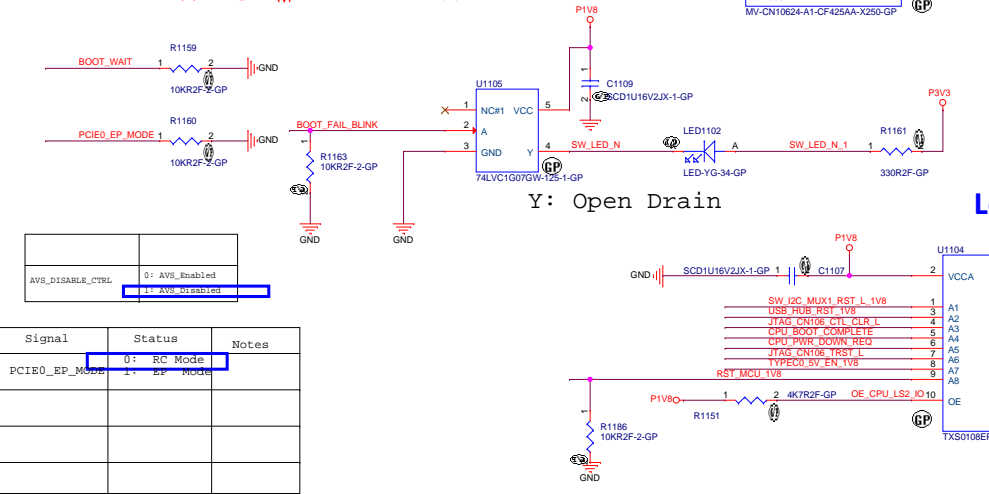 P1V8
MV-CN10624-A1-CF425AA-X250-GP
GP
R1159
BOOT_WAIT
1
2
GND
10KR2F-2-GP
R1160
PCIE0_EP_MODE
1
2
GND
10KR2F-2-GP
BOOT_FAIL_BLINK
1
R1163
10KR2F-2-GP
GND
GND
U1105
1
NC#1
VCC
5
2
A
3
GND
Y
4
74LVC1G07GW-125-1-GP
GP
1
C1109
2
SCD1U16V2JX-1-GP
SW_LED_N
LED1102
A
LED-YG-34-GP
SW_LED_N_1
1
R1161
330R2F-GP
P3V3
Y: Open Drain
L
AVS_DISABLE_CTRL
0: AVS_Enabled
1: AVS_Disabled
Signal
Status
Notes
PCIE0_EP_MODE
0: RC Mode
1: EP Mode
P1V8
GND
SCD1U16V2JX-1-GP
1
C1107
U1104
2
VCCA
SW_I2C_MUX1_RST_L_1V8
1
A1
USB_HUB_RST_1V8
3
A2
JTAG_CN106_CTL_CLR_L
4
A3
CPU_BOOT_COMPLETE
5
A4
CPU_PWR_DOWN_REQ
6
A5
JTAG_CN106_TRST_L
7
A6
TYPEC0_5V_EN_1V8
8
A7
RST_MCU_1V8
9
A8
P1V8
1
2
4K7R2F-GP
R1151
OE_CPU_LS2_IO
10
OE
GP
1
R1186
10KR2F-2-GP
GND